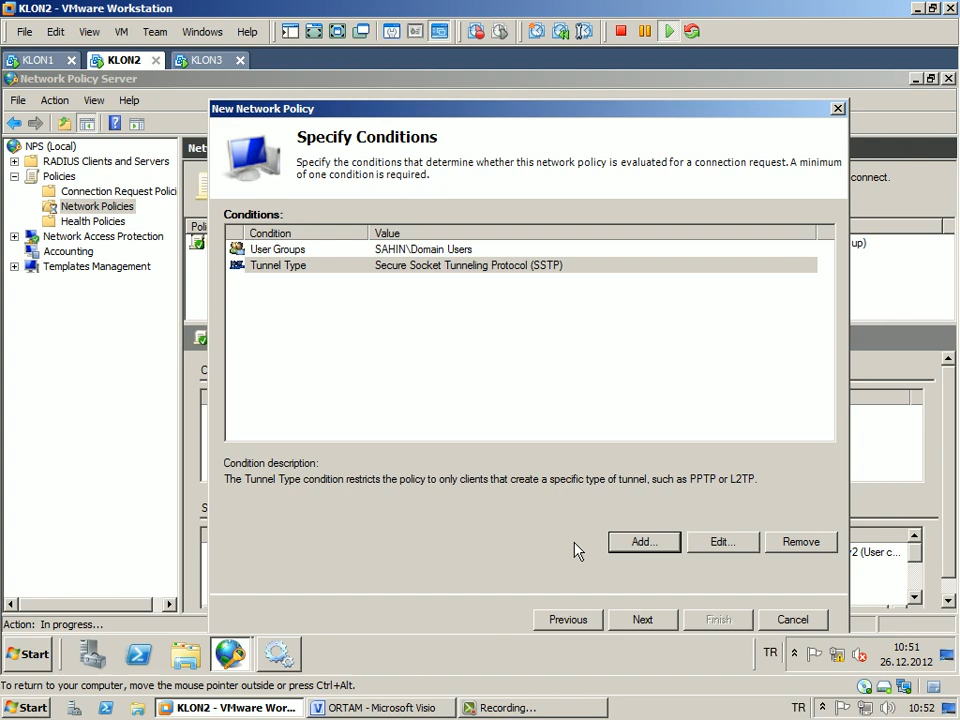 KLON2 - VMware Workstation
File Edit View VM Team Windows Help
KLON1 KLON2 KLON3
Network Policy Server
File Action View Help
New Network Policy
NPS (Local)
RADIUS Clients and Servers
Policies
Connection Request Polici
Network Policies
Health Policies
Network Access Protection
Accounting
Templates Management
Net
connect.
Poli
up)
Specify Conditions
Specify the conditions that determine whether this network policy is evaluated for a connection request. A minimum
of one condition is required.
Conditions:
Condition Value
User Groups SAHIN\Domain Users
Tunnel Type Secure Socket Tunneling Protocol (SSTP)
Condition description:
The Tunnel Type condition restricts the policy to only clients that create a specific type of tunnel, such as PPTP or L2TP.
Add... Edit... Remove
Previous Next Finish Cancel
C
S
2 (User c...
Action: In progress...
Start TR 10:51
26.12.2012
To return to your computer, move the mouse pointer outside or press Ctrl+Alt.
Start KLON2 - VMware Wor... ORTAM - Microsoft Visio Recording... TR 10:52